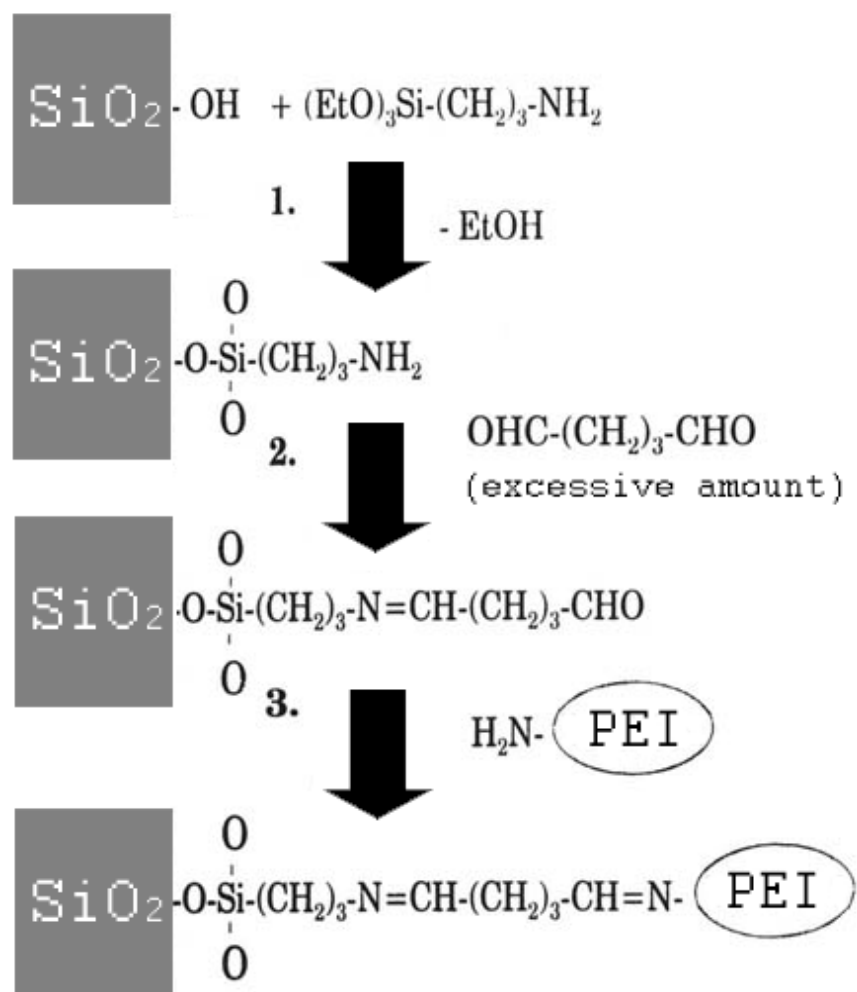 SiO₂ - OH + (EtO)₃Si-(CH₂)₃-NH₂
1.
- EtOH
O
SiO₂ -O-Si-(CH₂)₃-NH₂
O
2.
OHC-(CH₂)₃-CHO
(excessive amount)
O
SiO₂ -O-Si-(CH₂)₃-N=CH-(CH₂)₃-CHO
O
3.
H₂N- PEI
O
SiO₂ -O-Si-(CH₂)₃-N=CH-(CH₂)₃-CH=N- PEI
O